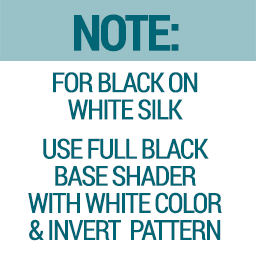 NOTE:
FOR BLACK ON
WHITE SILK
USE FULL BLACK
BASE SHADER
WITH WHITE COLOR
& INVERT PATTERN